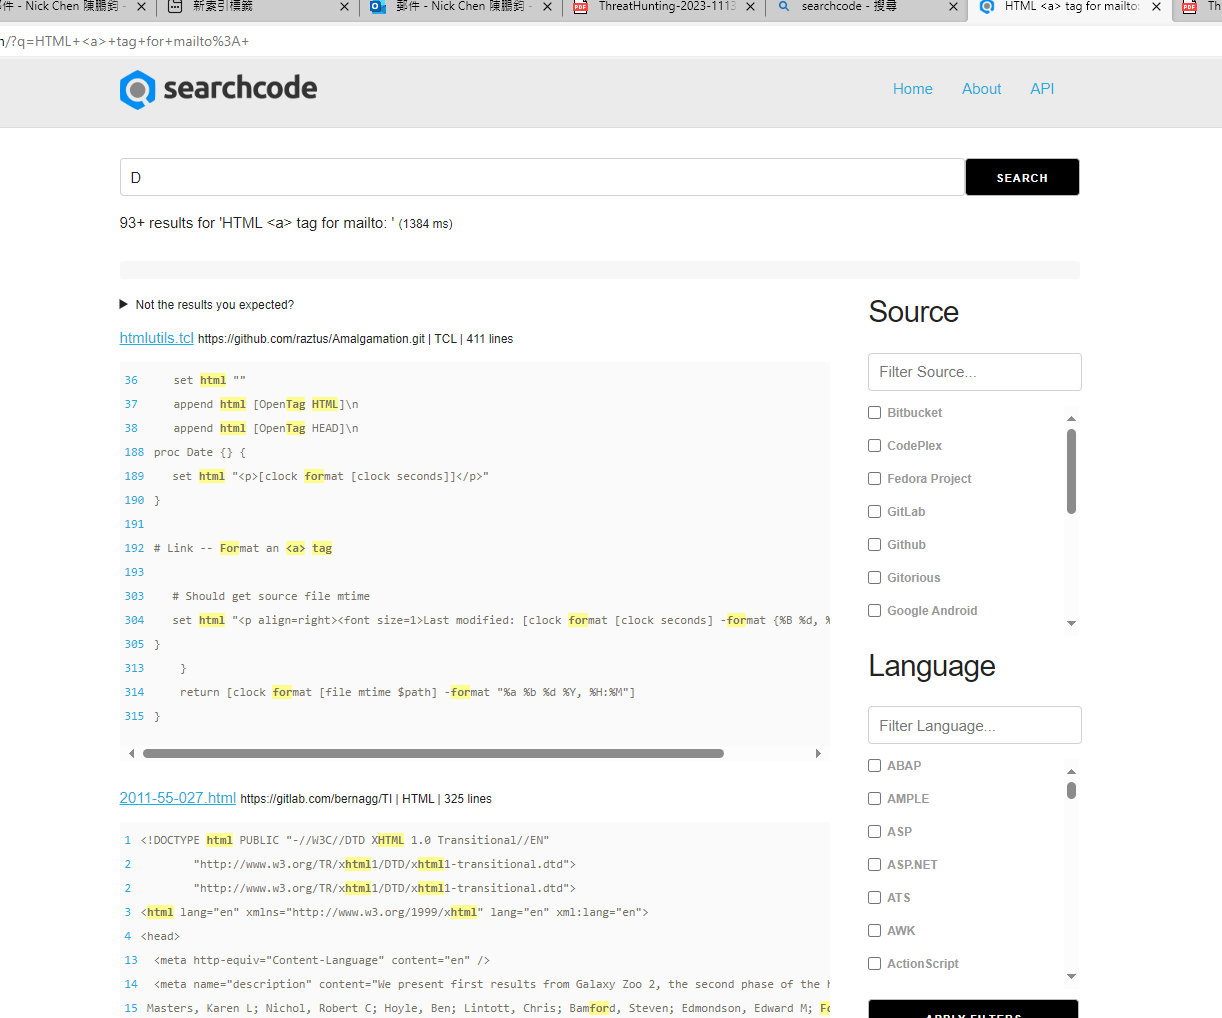 郵件 - Nick Chen 陳鵬鈞 -
新索引標籤
郵件 - Nick Chen 陳鵬鈞 -
ThreatHunting-2023-1113
searchcode - 搜尋
HTML <a> tag for mailto:
Th
/?q=HTML+<a>+tag+for+mailto%3A+
searchcode
Home
About
API
D
SEARCH
93+ results for 'HTML <a> tag for mailto: ' (1384 ms)
Not the results you expected?
htmlutils.tcl https://github.com/raztus/Amalgamation.git | TCL | 411 lines
36 set html ""
37 append html [OpenTag HTML]\n
38 append html [OpenTag HEAD]\n
188 proc Date {} {
189 set html "<p>[clock format [clock seconds]]</p>"
190 }
191
192 # Link -- Format an <a> tag
193
303 # Should get source file mtime
304 set html "<p align=right><font size=1>Last modified: [clock format [clock seconds] -format {%B %d, %
305 }
313 }
314 return [clock format [file mtime $path] -format "%a %b %d %Y, %H:%M"]
315 }
2011-55-027.html https://gitlab.com/bernagg/TI | HTML | 325 lines
1 <!DOCTYPE html PUBLIC "-//W3C//DTD XHTML 1.0 Transitional//EN"
2 "http://www.w3.org/TR/xhtml1/DTD/xhtml1-transitional.dtd">
2 "http://www.w3.org/TR/xhtml1/DTD/xhtml1-transitional.dtd">
3 <html lang="en" xmlns="http://www.w3.org/1999/xhtml" lang="en" xml:lang="en">
4 <head>
13 <meta http-equiv="Content-Language" content="en" />
14 <meta name="description" content="We present first results from Galaxy Zoo 2, the second phase of the
15 Masters, Karen L; Nichol, Robert C; Hoyle, Ben; Lintott, Chris; Bamford, Steven; Edmondson, Edward M; Fo
Source
Filter Source...
Bitbucket
CodePlex
Fedora Project
GitLab
Github
Gitorious
Google Android
Language
Filter Language...
ABAP
AMPLE
ASP
ASP.NET
ATS
AWK
ActionScript
APPLY FILTERS